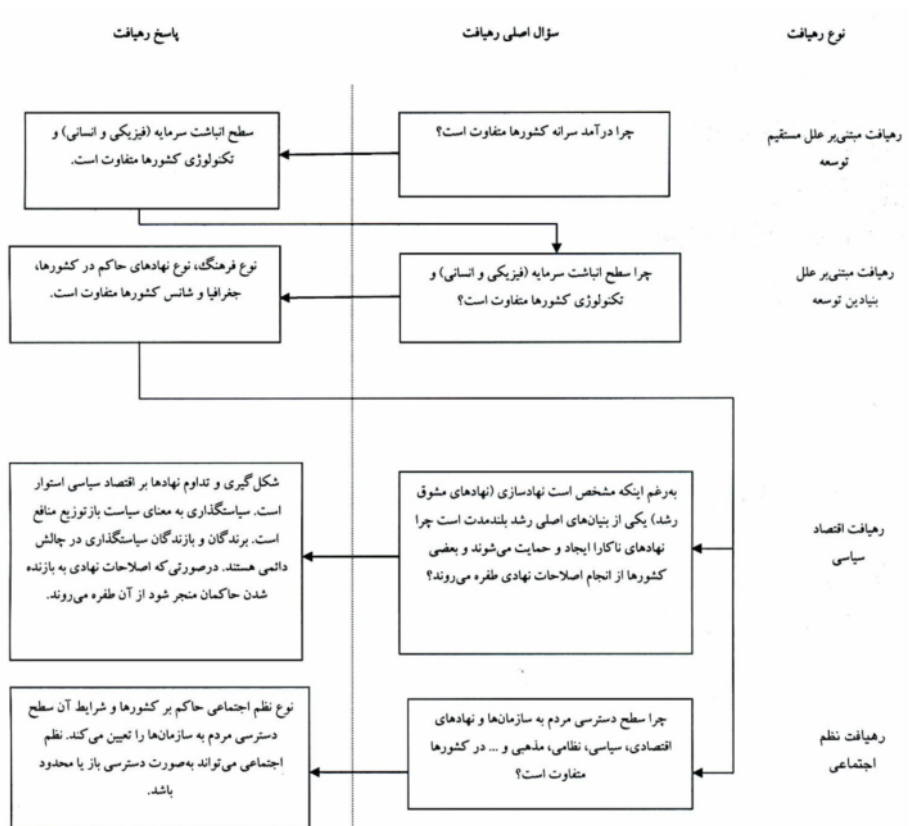 نوع رهیافت
سؤال اصلی رهیافت
پاسخ رهیافت
رهیافت مبتنی‌بر علل مستقیم
توسعه
چرا درآمد سرانه کشورها متفاوت است؟
سطح انباشت سرمایه (فیزیکی و انسانی) و
تکنولوژی کشورها متفاوت است.
رهیافت مبتنی‌بر علل
بنیادین توسعه
چرا سطح انباشت سرمایه (فیزیکی و انسانی) و
تکنولوژی کشورها متفاوت است؟
نوع فرهنگ، نوع نهادهای حاکم در کشورها،
جغرافیا و شانس کشورها متفاوت است.
رهیافت اقتصاد
سیاسی
به‌رغم اینکه مشخص است نهادسازی (نهادهای مشوق
رشد) یکی از بنیان‌های اصلی رشد بلندمدت است چرا
نهادهای ناکارا ایجاد و حمایت می‌شوند و بعضی
کشورها از انجام اصلاحات نهادی طفره می‌روند؟
شکل‌گیری و تداوم نهادها بر اقتصاد سیاسی استوار
است. سیاستگذاری به معنای سیاست بازتوزیع منافع
است. برندگان و بازندگان سیاستگذاری در چالش
دائمی هستند. درصورتی‌که اصلاحات نهادی به بازنده
شدن حاکمان منجر شود از آن طفره می‌روند.
رهیافت نظم
اجتماعی
چرا سطح دسترسی مردم به سازمان‌ها و نهادهای
اقتصادی، سیاسی، نظامی، مذهبی و ... در کشورها
متفاوت است؟
نوع نظم اجتماعی حاکم بر کشورها و شرایط آن سطح
دسترسی مردم به سازمان‌ها را تعیین می‌کند. نظم
اجتماعی می‌تواند به‌صورت دسترسی باز یا محدود
باشد.